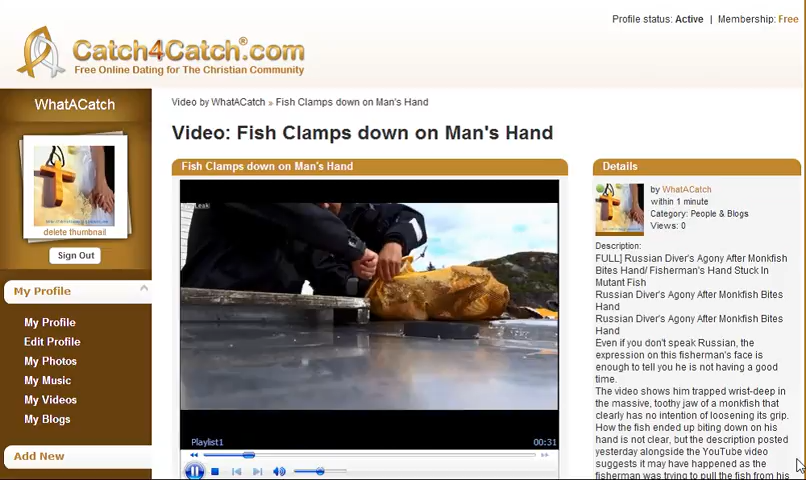 Profile status: Active | Membership: Free
Catch4Catch®.com
Free Online Dating for The Christian Community
WhatACatch
delete thumbnail
Sign Out
My Profile
My Profile
Edit Profile
My Photos
My Music
My Videos
My Blogs
Add New
Video by WhatACatch » Fish Clamps down on Man's Hand
Video: Fish Clamps down on Man's Hand
Fish Clamps down on Man's Hand
Leak
Playlist1
00:31
Details
by WhatACatch
within 1 minute
Category: People & Blogs
Views: 0
Description:
FULL] Russian Diver's Agony After Monkfish
Bites Hand/ Fisherman's Hand Stuck In
Mutant Fish
Russian Diver's Agony After Monkfish Bites
Hand
Russian Diver's Agony After Monkfish Bites
Hand
Even if you don't speak Russian, the
expression on this fisherman's face is
enough to tell you he is not having a good
time.
The video shows him trapped wrist-deep in
the massive, toothy jaw of a monkfish that
clearly has no intention of loosening its grip.
How the fish ended up biting down on his
hand is not clear, but the description posted
yesterday alongside the YouTube video
suggests it may have happened as the
fisherman was trying to pull the fish from his